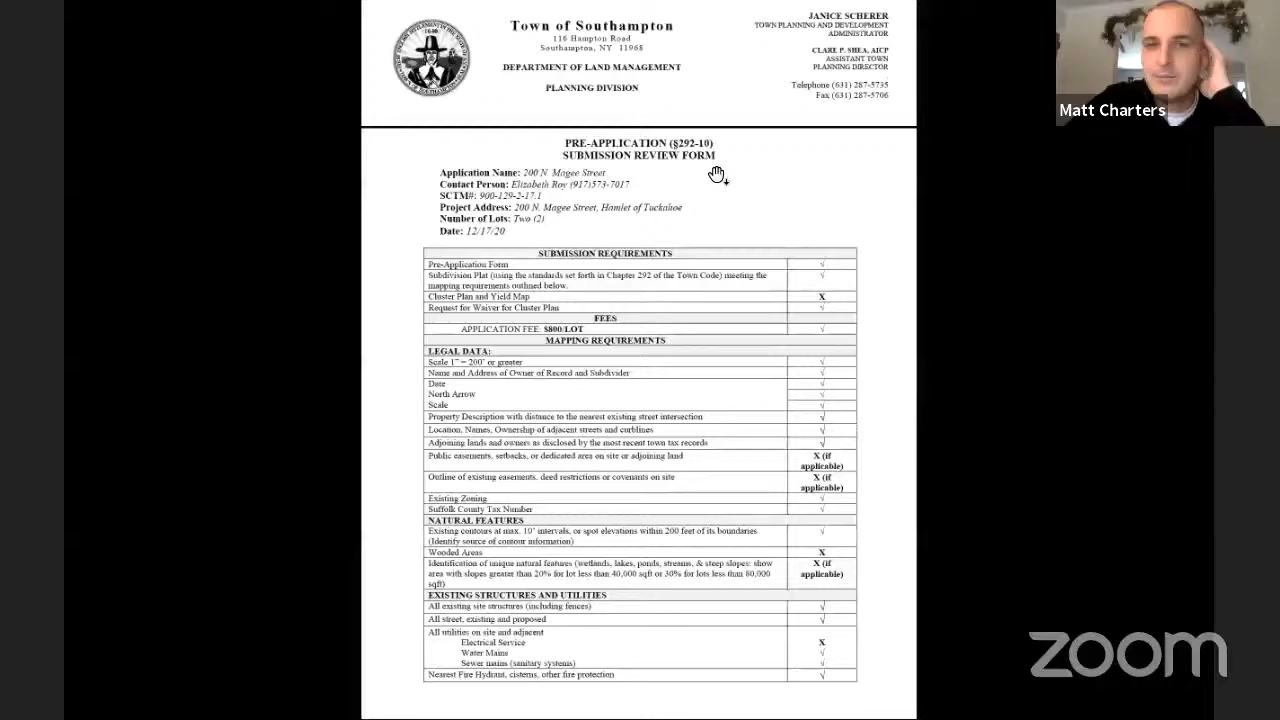 Town of Southampton
116 Hampton Road
Southampton, NY 11968
DEPARTMENT OF LAND MANAGEMENT
PLANNING DIVISION
JANICE SCHERER
TOWN PLANNING AND DEVELOPMENT
ADMINISTRATOR
CLARE P. SHEA, AICP
ASSISTANT TOWN
PLANNING DIRECTOR
Telephone (631) 287-5735
Fax (631) 287-5706
Matt Charters
PRE-APPLICATION (§292-10)
SUBMISSION REVIEW FORM
Application Name: 200 N. Magee Street
Contact Person: Elizabeth Roy (917)573-7017
SCTM#: 900-129-2-17.1
Project Address: 200 N. Magee Street, Hamlet of Tuckahoe
Number of Lots: Two (2)
Date: 12/17/20
SUBMISSION REQUIREMENTS
Pre-Application Form √
Subdivision Plat (using the standards set forth in Chapter 292 of the Town Code) meeting the √
mapping requirements outlined below.
Cluster Plan and Yield Map X
Request for Waiver for Cluster Plan √
FEES
APPLICATION FEE: $800/LOT √
MAPPING REQUIREMENTS
LEGAL DATA:
Scale 1" = 200' or greater √
Name and Address of Owner of Record and Subdivider √
Date √
North Arrow √
Scale √
Property Description with distance to the nearest existing street intersection √
Location, Names, Ownership of adjacent streets and curblines √
Adjoining lands and owners as disclosed by the most recent town tax records √
Public easements, setbacks, or dedicated area on site or adjoining land X (if
applicable)
Outline of existing easements, deed restrictions or covenants on site X (if
applicable)
Existing Zoning √
Suffolk County Tax Number √
NATURAL FEATURES
Existing contours at max. 10' intervals, or spot elevations within 200 feet of its boundaries √
(Identify source of contour information)
Wooded Areas X
Identification of unique natural features (wetlands, lakes, ponds, streams, & steep slopes: show X (if
area with slopes greater than 20% for lot less than 40,000 sqft or 30% for lots less than 80,000 applicable)
sqft)
EXISTING STRUCTURES AND UTILITIES
All existing site structures (including fences) √
All street, existing and proposed √
All utilities on site and adjacent
Electrical Service X
Water Mains √
Sewer mains (sanitary systems) √
Nearest Fire Hydrant, cisterns, other fire protection √
zoom